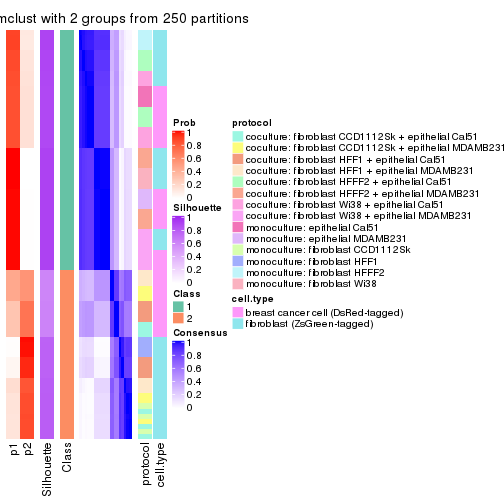 mclust with 2 groups from 250 partitions
Prob
1
0.8
0.6
0.4
0.2
0
Silhouette
1
0.8
0.6
0.4
0.2
0
Class
1
2
Consensus
1
0.8
0.6
0.4
0.2
0
protocol
coculture: fibroblast CCD1112Sk + epithelial Cal51
coculture: fibroblast CCD1112Sk + epithelial MDAMB231
coculture: fibroblast HFF1 + epithelial Cal51
coculture: fibroblast HFF1 + epithelial MDAMB231
coculture: fibroblast HFFF2 + epithelial Cal51
coculture: fibroblast HFFF2 + epithelial MDAMB231
coculture: fibroblast Wi38 + epithelial Cal51
coculture: fibroblast Wi38 + epithelial MDAMB231
monoculture: epithelial Cal51
monoculture: epithelial MDAMB231
monoculture: fibroblast CCD1112Sk
monoculture: fibroblast HFF1
monoculture: fibroblast HFFF2
monoculture: fibroblast Wi38
cell.type
breast cancer cell (DsRed-tagged)
fibroblast (ZsGreen-tagged)
p1
p2
Silhouette
Class
protocol
cell.type